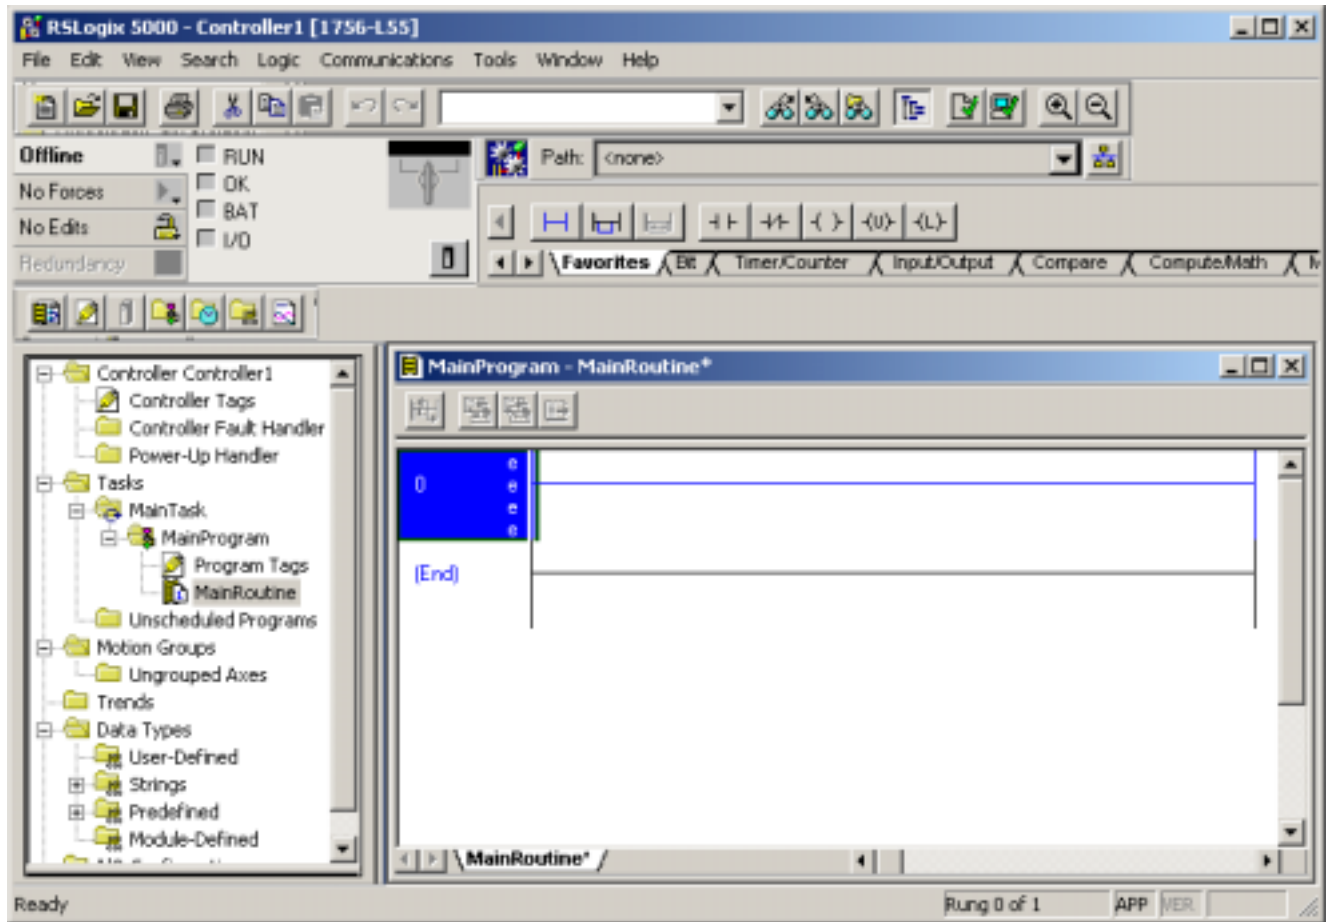 RSLogix 5000 - Controller1 [1756-L55]
File Edit View Search Logic Communications Tools Window Help
Offline
RUN
Path: <none>
No Forces
OK
BAT
No Edits
I/O
Redundancy
-(U)- -(L)-
Favorites Bit Timer/Counter Input/Output Compare Compute/Math
Controller Controller1
Controller Tags
Controller Fault Handler
Power-Up Handler
Tasks
MainTask
MainProgram
Program Tags
MainRoutine
Unscheduled Programs
Motion Groups
Ungrouped Axes
Trends
Data Types
User-Defined
Strings
Predefined
Module-Defined
MainProgram - MainRoutine*
e
0 e
e
e
(End)
MainRoutine*
Ready
Rung 0 of 1
APP VER